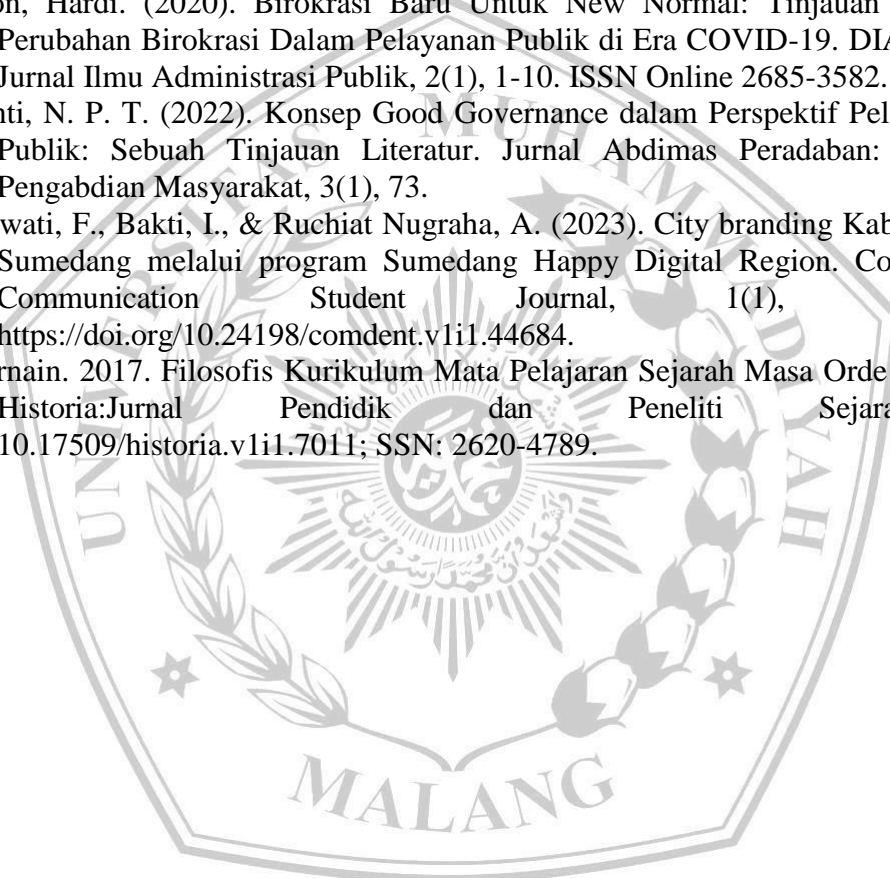 on, Hardi. (2020). Birokrasi Baru Untuk New Normal: Tinjauan
Perubahan Birokrasi Dalam Pelayanan Publik di Era COVID-19. DIA
Jurnal Ilmu Administrasi Publik, 2(1), 1-10. ISSN Online 2685-3582.
nti, N. P. T. (2022). Konsep Good Governance dalam Perspektif Pel
Publik: Sebuah Tinjauan Literatur. Jurnal Abdimas Peradaban:
Pengabdian Masyarakat, 3(1), 73.
wati, F., Bakti, I., & Ruchiat Nugraha, A. (2023). City branding Kab
Sumedang melalui program Sumedang Happy Digital Region. Co
Communication Student Journal, 1(1),
https://doi.org/10.24198/comdent.v1i1.44684.
rnain. 2017. Filosofis Kurikulum Mata Pelajaran Sejarah Masa Orde
Historia:Jurnal Pendidik dan Peneliti Sejara
10.17509/historia.v1i1.7011; SSN: 2620-4789.
UNIVERSITAS MUHAMMADIYAH
MALANG